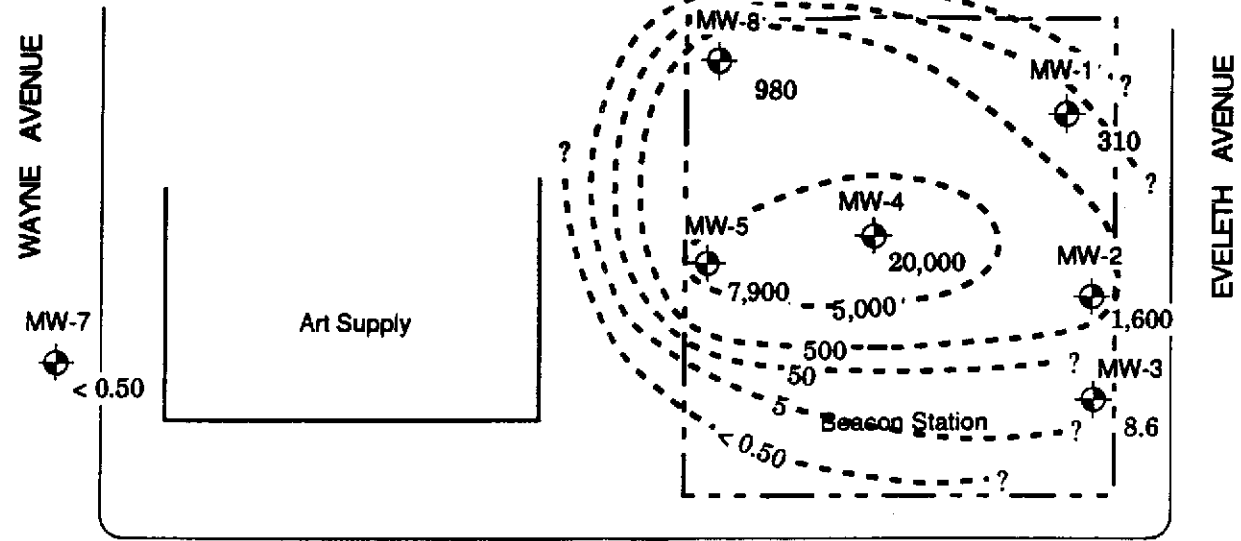 WAYNE AVENUE
EVELETH AVENUE
MW-8
980
MW-1
?
310
?
?
MW-4
20,000
MW-5
7,900
5,000
MW-2
1,600
MW-7
< 0.50
Art Supply
500
50
?
MW-3
8.6
5
Beacon Station
?
< 0.50
?